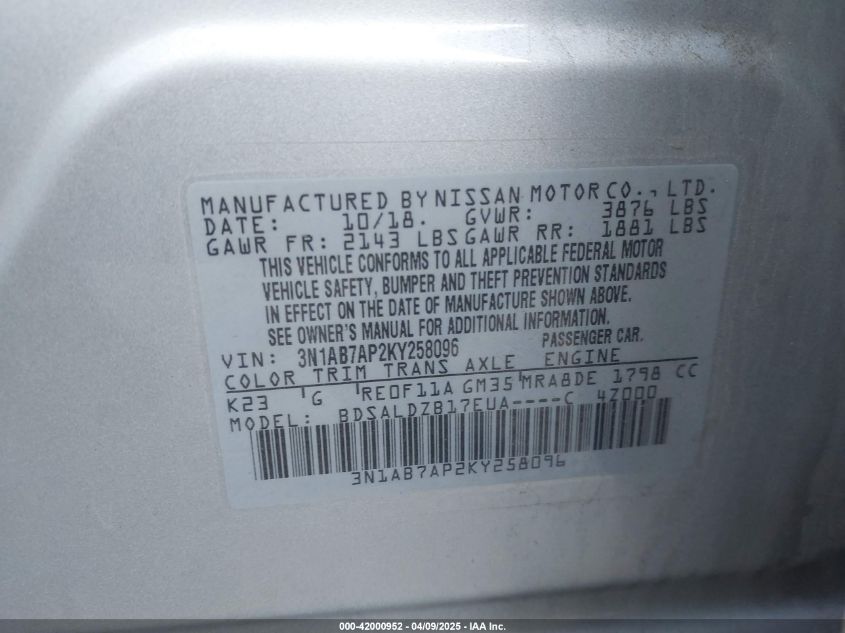 MANUFACTURED BY NISSAN MOTOR CO., LTD.
DATE: 10/18. GVWR: 3876 LBS
GAWR FR: 2143 LBS GAWR RR: 1881 LBS
THIS VEHICLE CONFORMS TO ALL APPLICABLE FEDERAL MOTOR
VEHICLE SAFETY, BUMPER AND THEFT PREVENTION STANDARDS
IN EFFECT ON THE DATE OF MANUFACTURE SHOWN ABOVE.
SEE OWNER'S MANUAL FOR ADDITIONAL INFORMATION.
VIN: 3N1AB7AP2KY258096 PASSENGER CAR.
COLOR TRIM TRANS AXLE ENGINE
K23 G RE0F11A GM35 MRA8DE 1798 CC
MODEL: BDSALDZB17EUA----C 4Z000
3N1AB7AP2KY258096
000-42000952 - 04/09/2025 - IAA Inc.